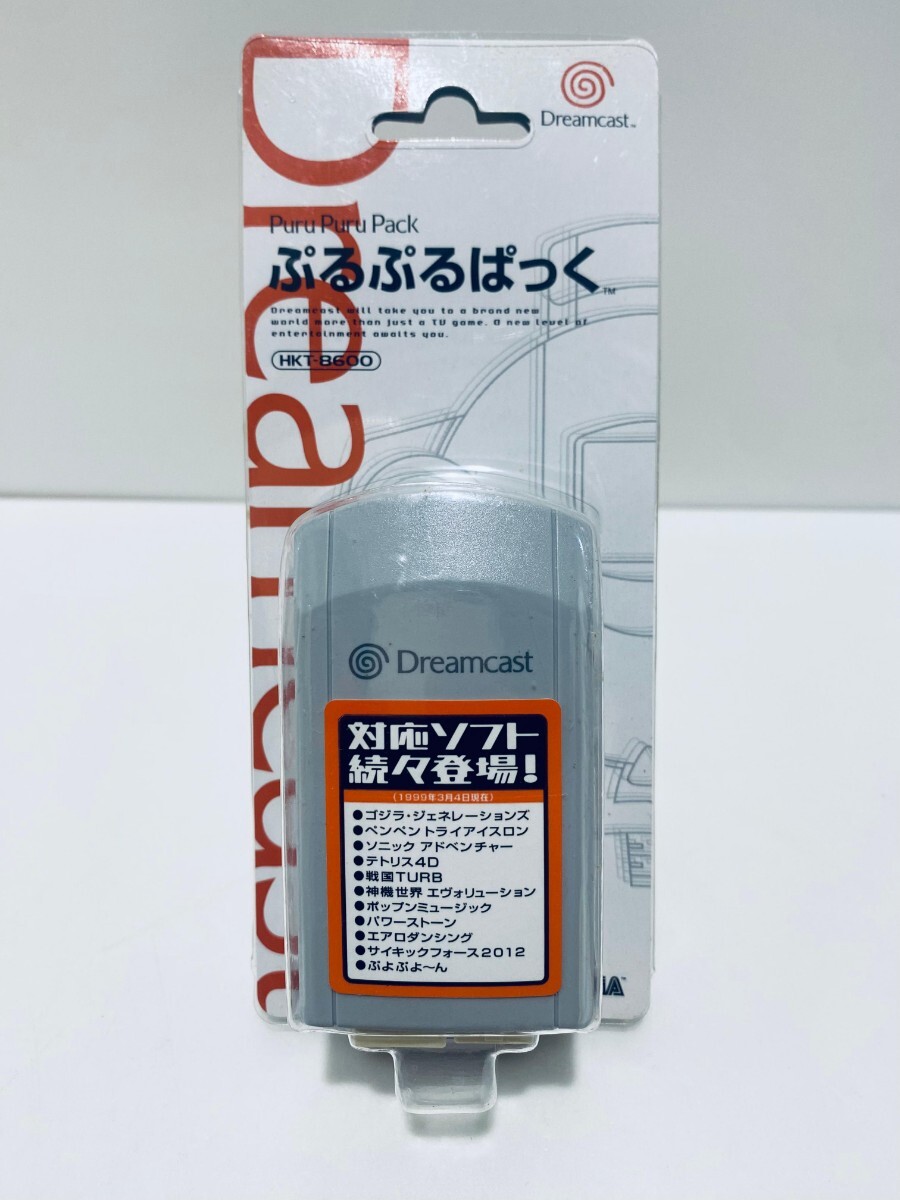 Dreamcast
Dreamcast™
Puru Puru Pack
ぷるぷるぱっく™
Dreamcast will take you to a brand new
world more than just a TV game. A new level of
entertainment awaits you.
HKT-8600
Dreamcast
対応ソフト
続々登場!
(1999年3月4日現在)
●ゴジラ・ジェネレーションズ
●ペンペントライアイスロン
●ソニック アドベンチャー
●テトリス4D
●戦国TURB
●神機世界 エヴォリューション
●ポップンミュージック
●パワーストーン
●エアロダンシング
●サイキックフォース2012
●ぷよぷよ~ん